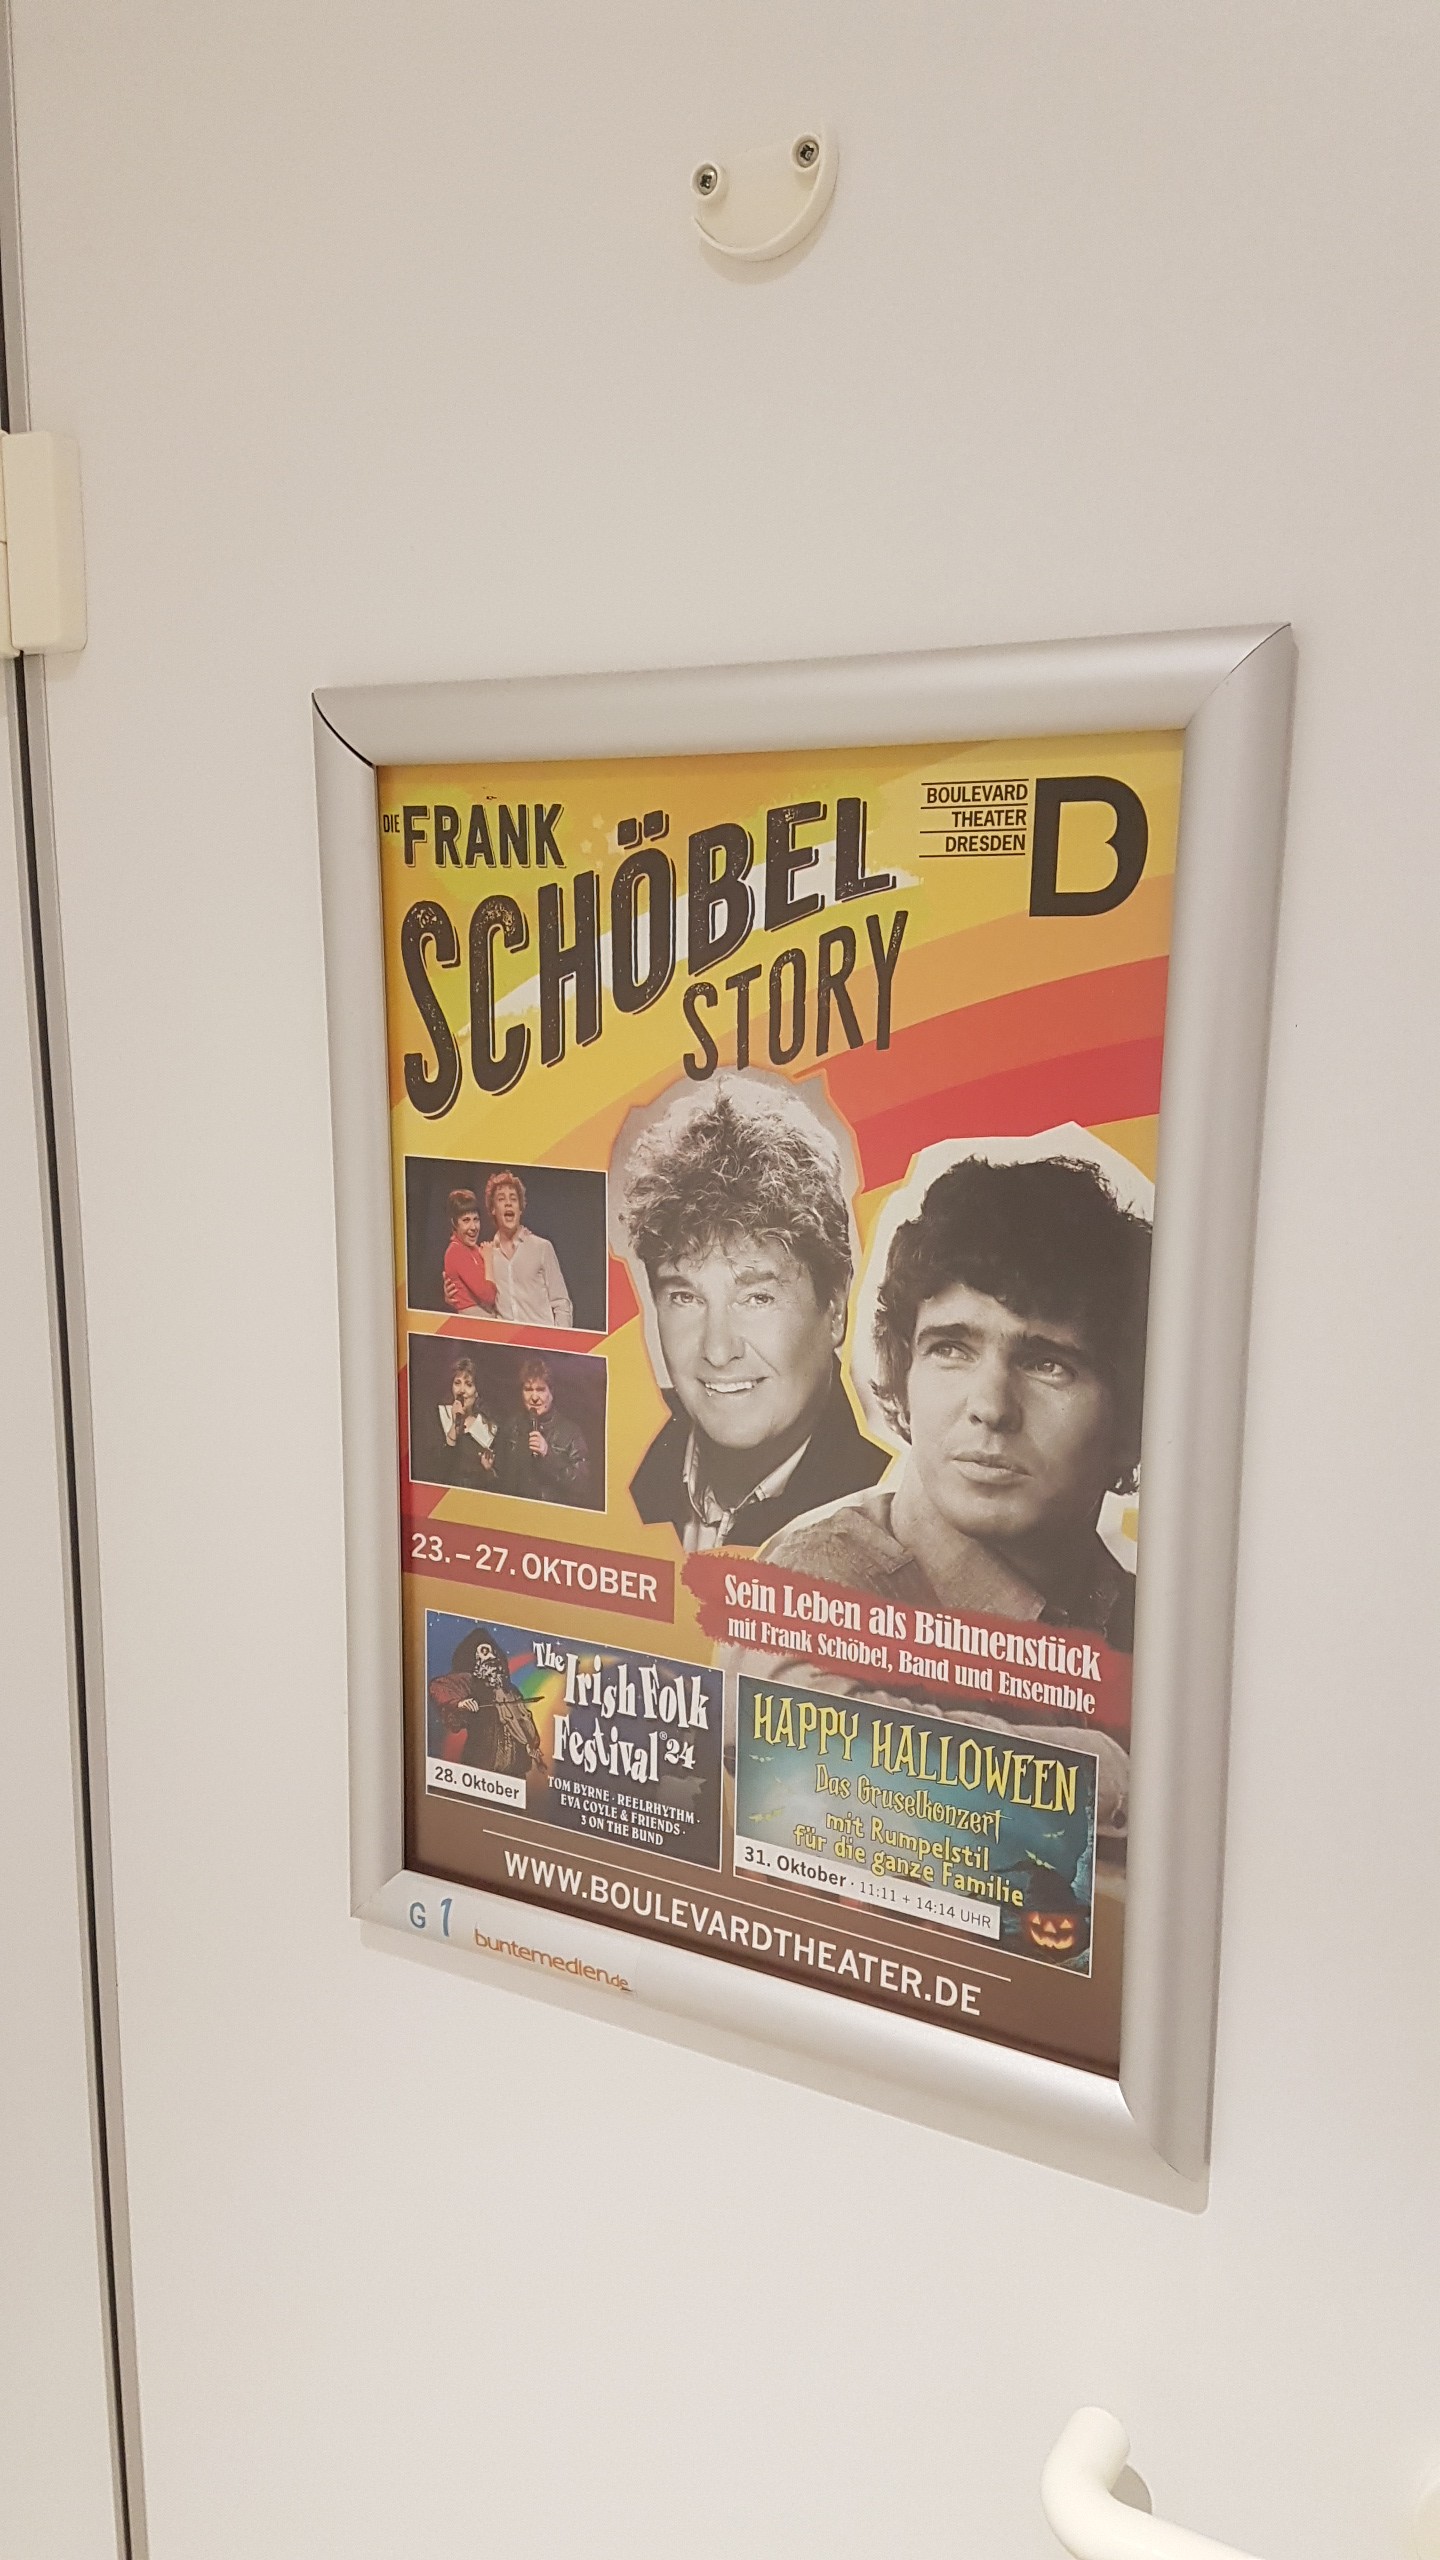 DIE FRANK
SCHÖBEL
STORY
BOULEVARD
THEATER
DRESDEN
B
23. – 27. OKTOBER
Sein Leben als Bühnenstück
mit Frank Schöbel, Band und Ensemble
The
Irish Folk
Festival®24
28. Oktober
TOM BYRNE · REELRHYTHM ·
EVA COYLE & FRIENDS ·
3 ON THE BUND
HAPPY HALLOWEEN
Das Gruselkonzert
mit Rumpelstil
für die ganze Familie
31. Oktober · 11:11 + 14:14 UHR
WWW.BOULEVARDTHEATER.DE
G 1
buntemedien.de